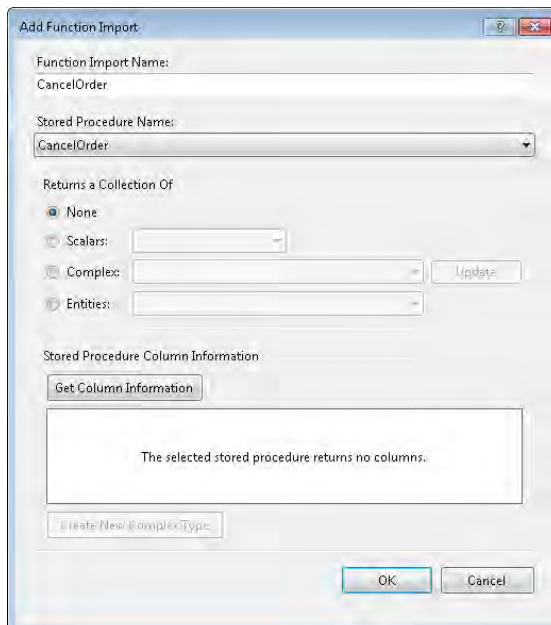 Add Function Import
Function Import Name:
CancelOrder
Stored Procedure Name:
CancelOrder
Returns a Collection Of
None
Scalars:
Complex:
Update
Entities:
Stored Procedure Column Information
Get Column Information
The selected stored procedure returns no columns.
Create New Complex Type
OK
Cancel